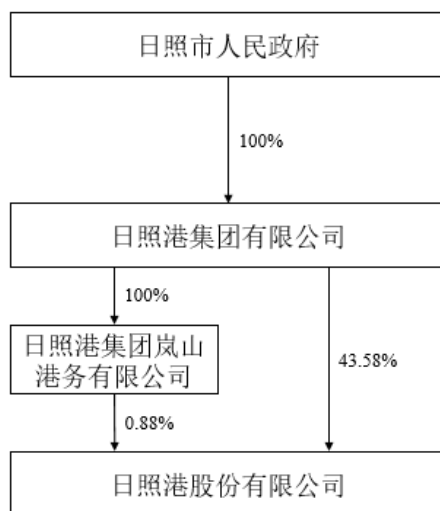 日照市人民政府
100%
日照港集团有限公司
100%
43.58%
日照港集团岚山
港务有限公司
0.88%
日照港股份有限公司